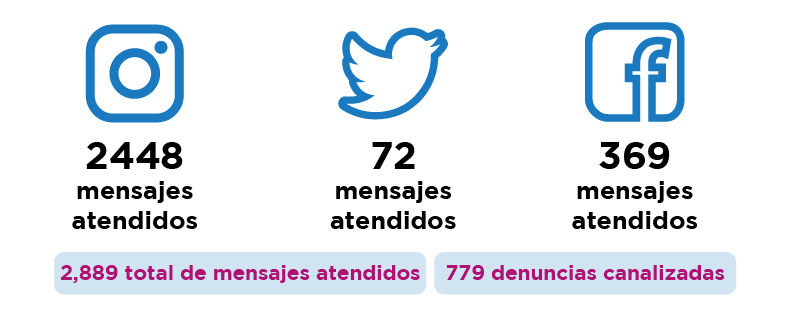 2448
mensajes
atendidos
72
mensajes
atendidos
369
mensajes
atendidos
2,889 total de mensajes atendidos
779 denuncias canalizadas